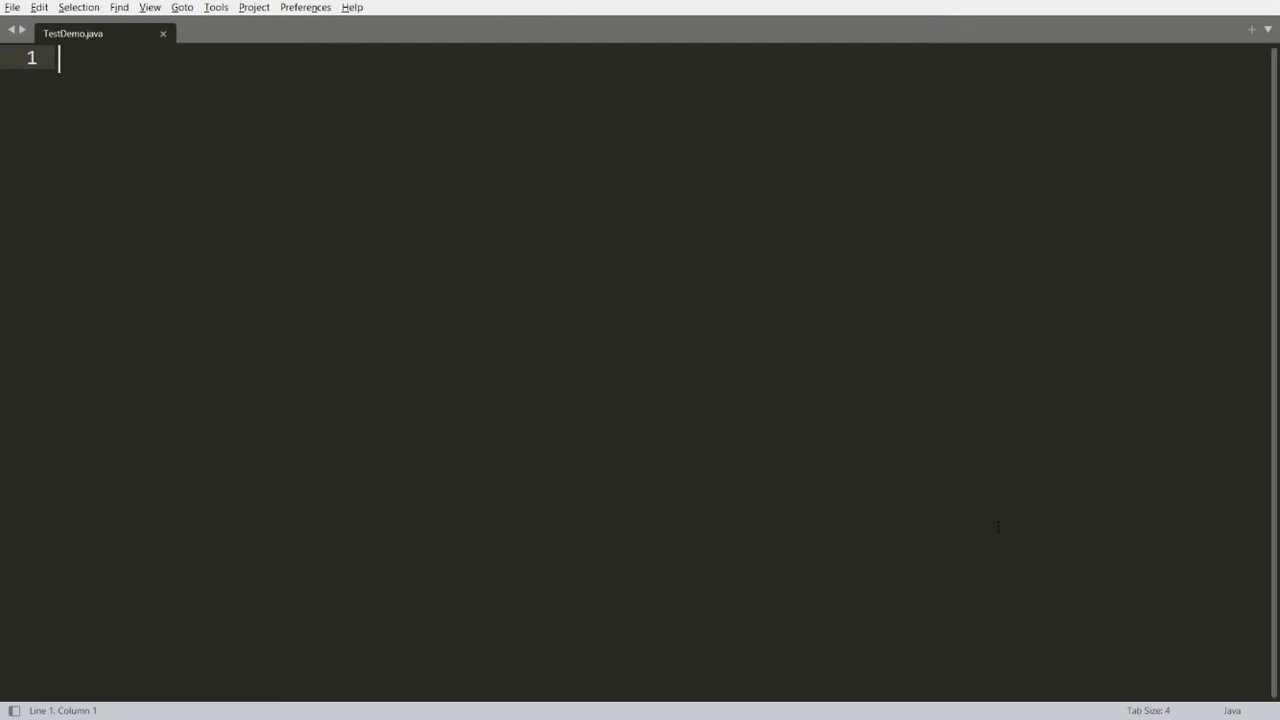 File Edit Selection Find View Goto Tools Project Preferences Help
TestDemo.java
1
Line 1, Column 1 Tab Size: 4 Java